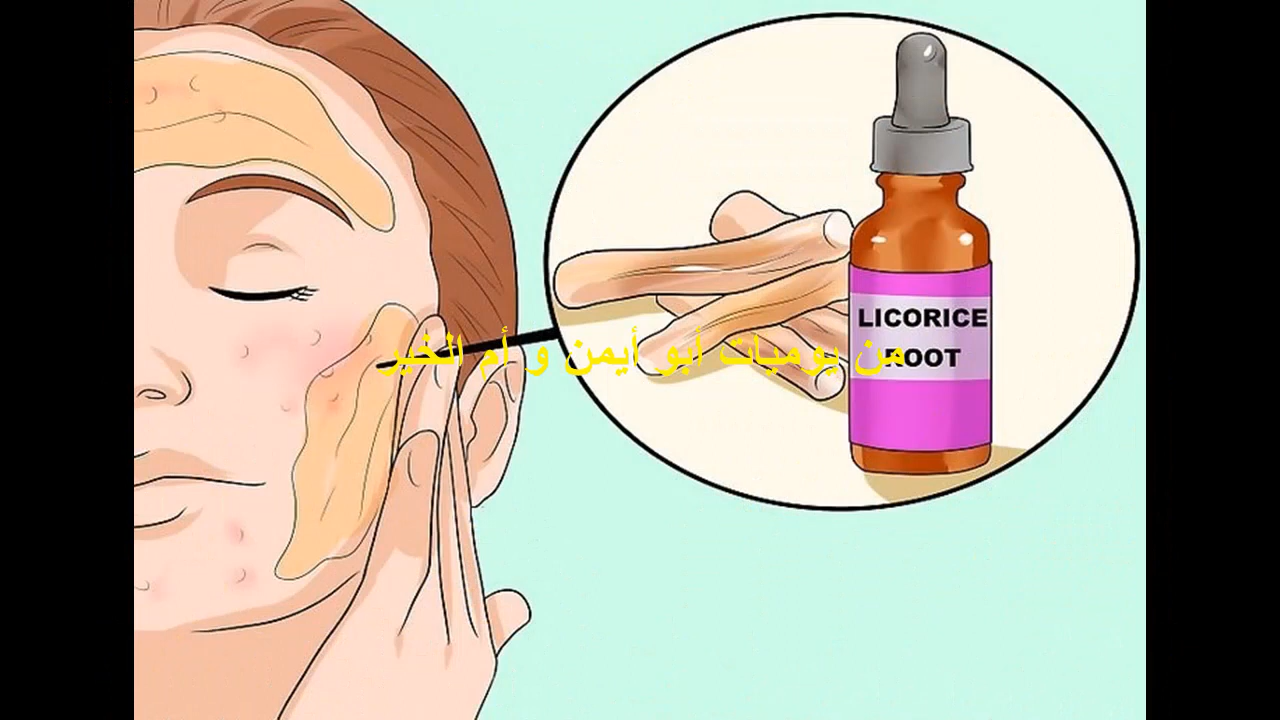 LICORICE
ROOT
من يوميات أبو أيمن و أم الخير